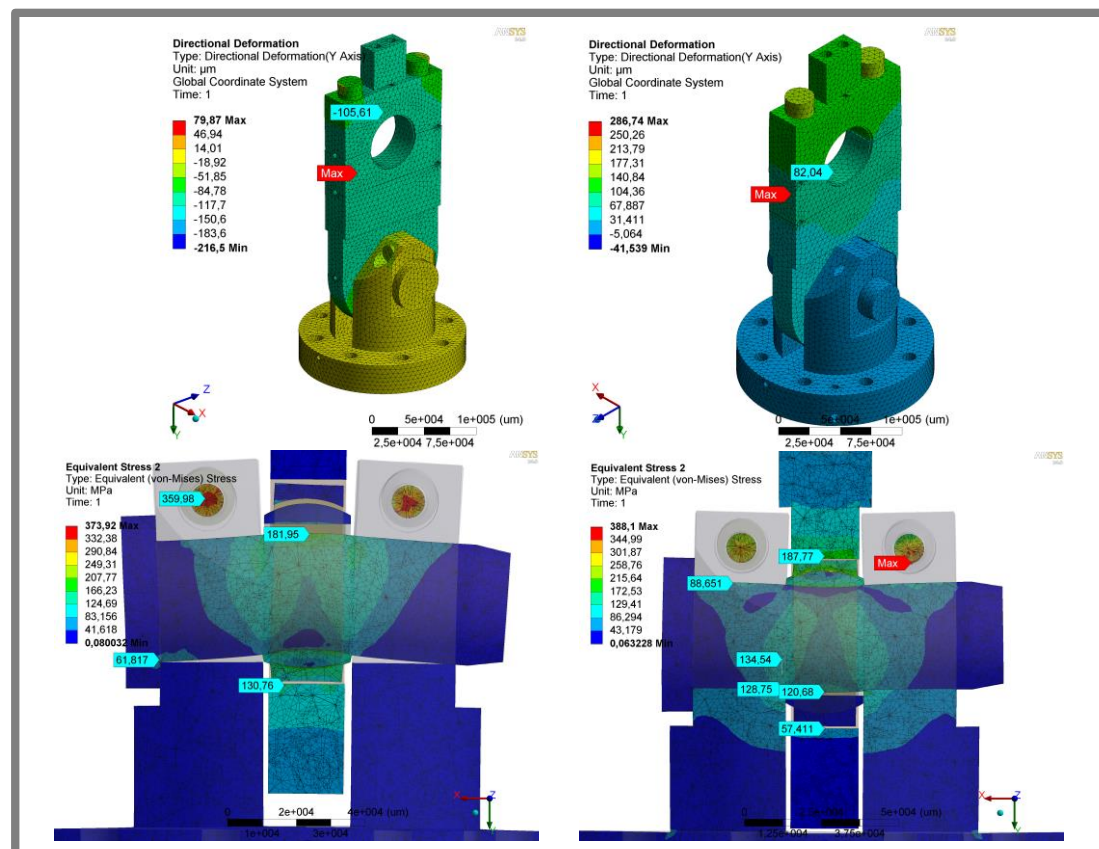 ANSYS
Directional Deformation
Type: Directional Deformation(Y Axis)
Unit: µm
Global Coordinate System
Time: 1
79,87 Max
46,94
14,01
-18,92
-51,85
-84,78
-117,7
-150,6
-183,6
-216,5 Min
-105,61
Max
Z
X
Y
0 5e+004 1e+005 (um)
2,5e+004 7,5e+004
ANSYS
Directional Deformation
Type: Directional Deformation(Y Axis)
Unit: µm
Global Coordinate System
Time: 1
286,74 Max
250,26
213,79
177,31
140,84
104,36
67,887
31,411
-5,064
-41,539 Min
82,04
Max
X
Z
Y
0 5e+004 1e+005 (um)
2,5e+004 7,5e+004
ANSYS
Equivalent Stress 2
Type: Equivalent (von-Mises) Stress
Unit: MPa
Time: 1
373,92 Max
332,38
290,84
249,31
207,77
166,23
124,69
83,156
41,618
0,080032 Min
359,98
181,95
61,817
130,76
X
Z
Y
0 2e+004 4e+004 (um)
1e+004 3e+004
ANSYS
Equivalent Stress 2
Type: Equivalent (von-Mises) Stress
Unit: MPa
Time: 1
388,1 Max
344,99
301,87
258,76
215,64
172,53
129,41
86,294
43,179
0,063228 Min
187,77
Max
88,651
134,54
128,75
120,68
57,411
X
Z
Y
0 5e+004 (um)
1,25e+004 3,75e+004